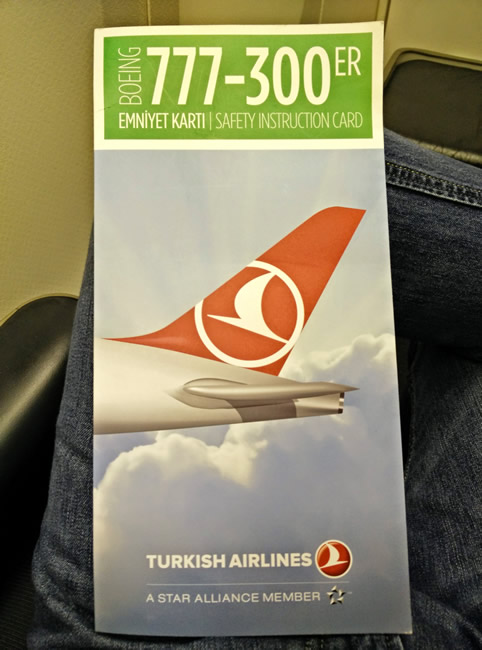 BOEING 777-300ER
EMNİYET KARTI | SAFETY INSTRUCTION CARD
TURKISH AIRLINES
A STAR ALLIANCE MEMBER